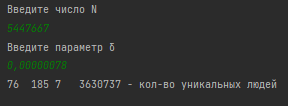 Введите число N
5447667
Введите параметр δ
0,00000078
76  185 7   3630737 - кол-во уникальных людей